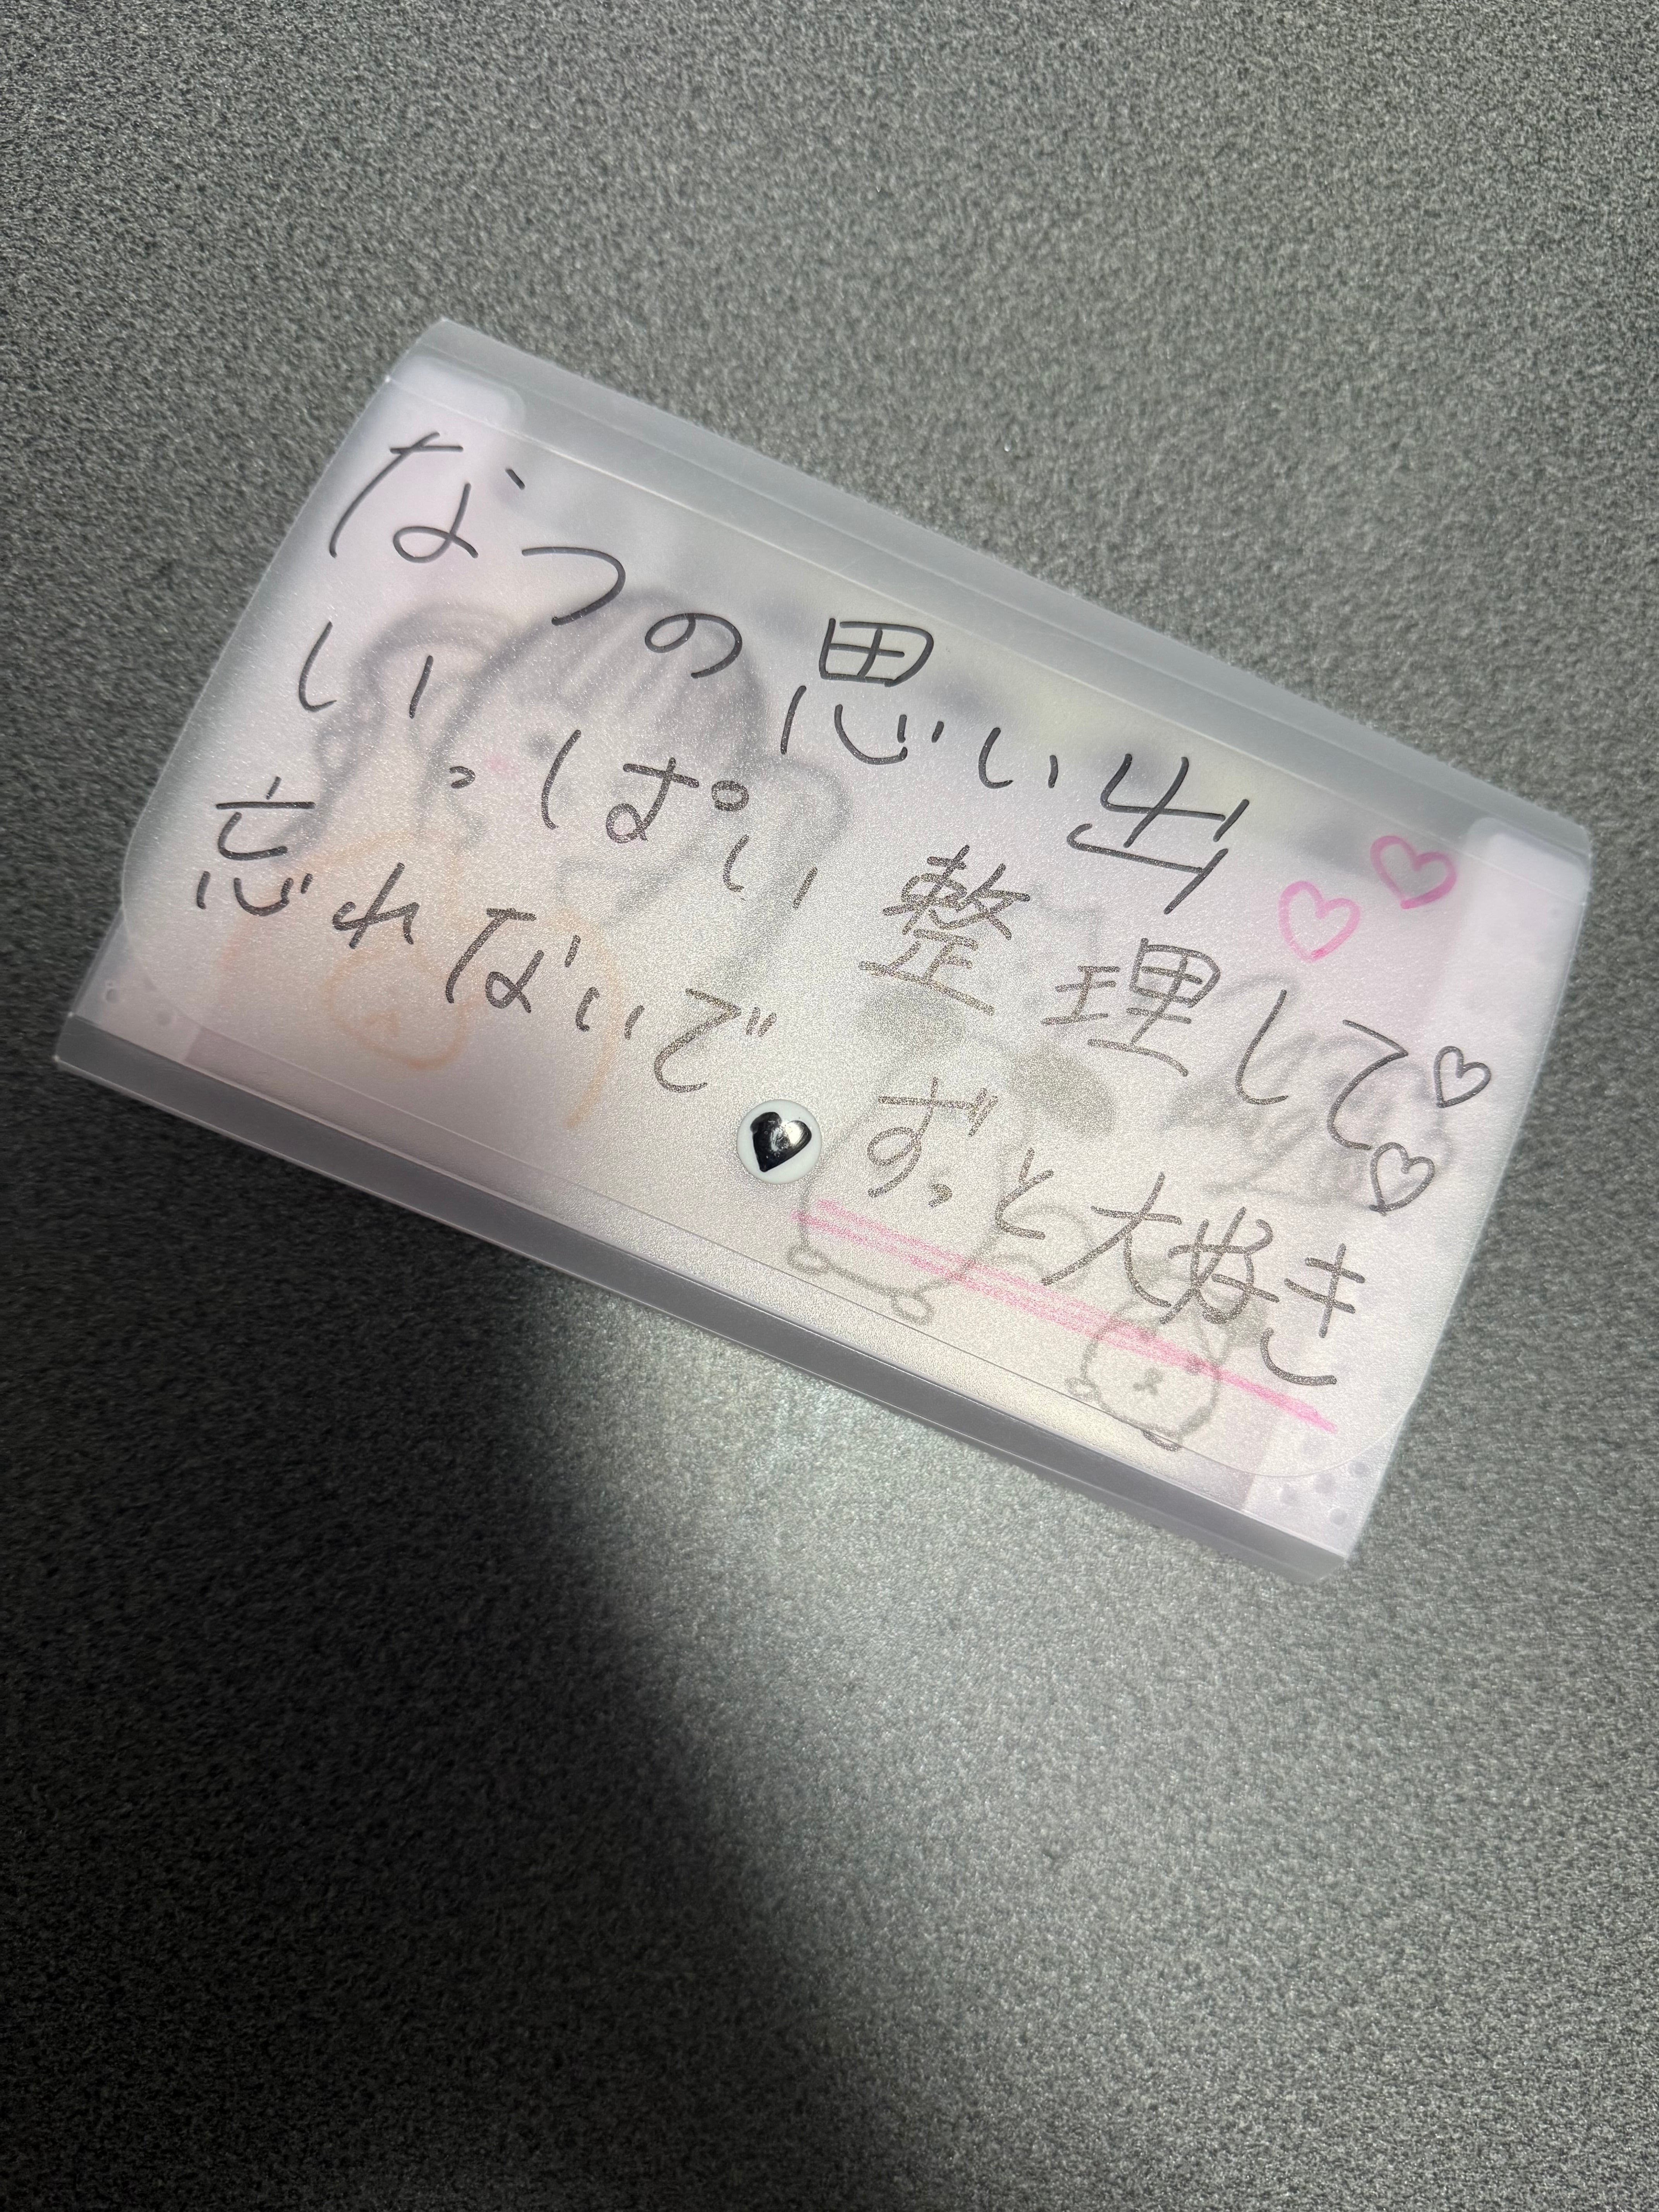 なつの思い出
いっぱい整理して♡
忘れないで♡
ずっと大好き